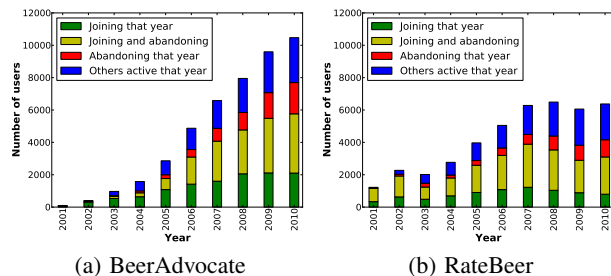 12000
10000
8000
6000
4000
2000
0
Number of users
Joining that year
Joining and abandoning
Abandoning that year
Others active that year
2001
2002
2003
2004
2005
2006
2007
2008
2009
2010
Year
(a) BeerAdvocate
12000
10000
8000
6000
4000
2000
0
Number of users
Joining that year
Joining and abandoning
Abandoning that year
Others active that year
2001
2002
2003
2004
2005
2006
2007
2008
2009
2010
Year
(b) RateBeer